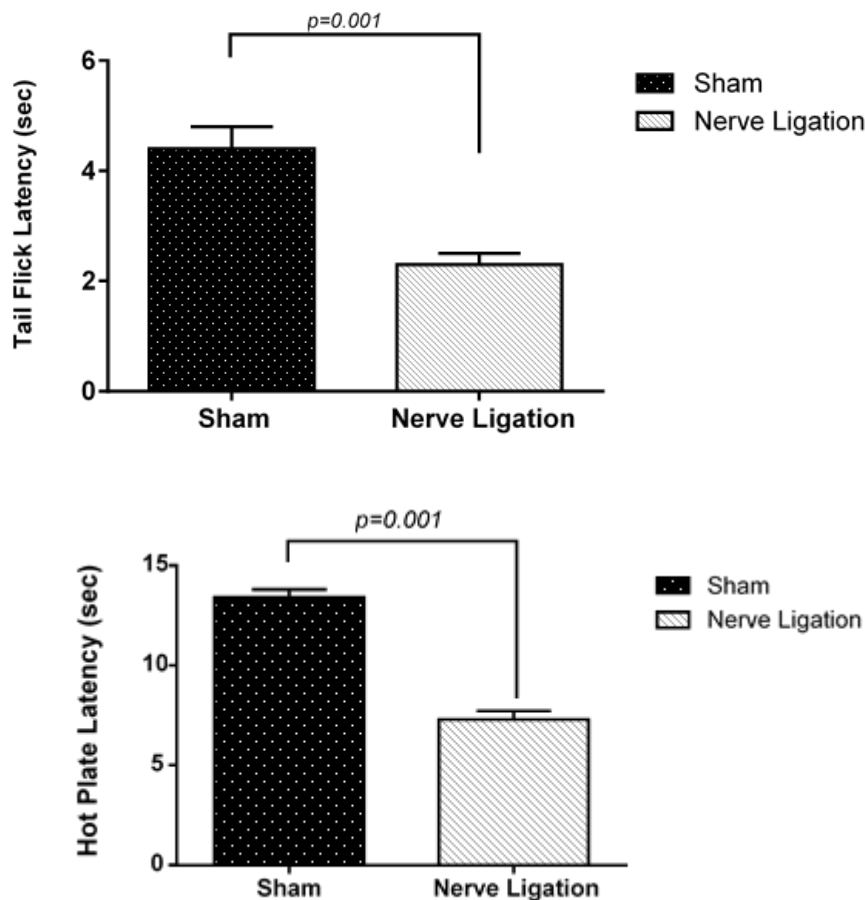 p=0.001
6
4
2
0
Tail Flick Latency (sec)
Sham
Nerve Ligation
Sham
Nerve Ligation
p=0.001
15
10
5
0
Hot Plate Latency (sec)
Sham
Nerve Ligation
Sham
Nerve Ligation